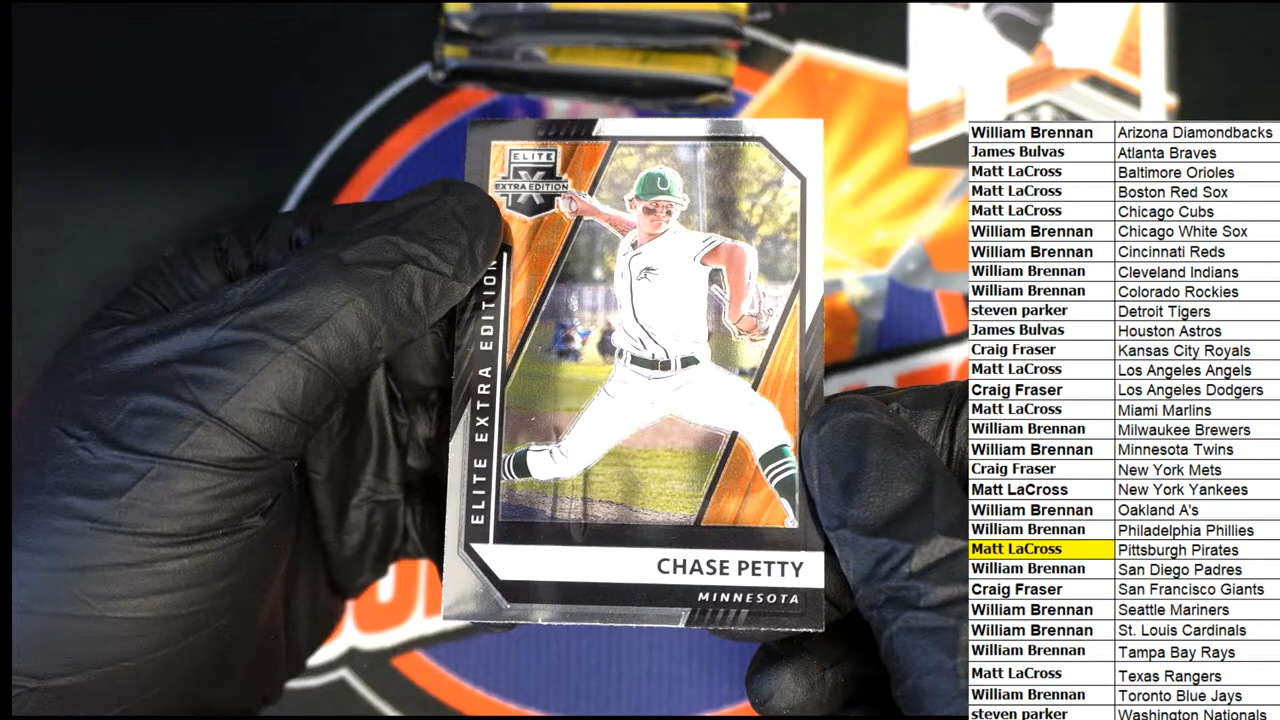 ELITE
EXTRA EDITION
ELITE EXTRA EDITION
CHASE PETTY
MINNESOTA
William Brennan Arizona Diamondbacks
James Bulvas Atlanta Braves
Matt LaCross Baltimore Orioles
Matt LaCross Boston Red Sox
Matt LaCross Chicago Cubs
William Brennan Chicago White Sox
William Brennan Cincinnati Reds
William Brennan Cleveland Indians
William Brennan Colorado Rockies
steven parker Detroit Tigers
James Bulvas Houston Astros
Craig Fraser Kansas City Royals
Matt LaCross Los Angeles Angels
Craig Fraser Los Angeles Dodgers
Matt LaCross Miami Marlins
William Brennan Milwaukee Brewers
William Brennan Minnesota Twins
Craig Fraser New York Mets
Matt LaCross New York Yankees
William Brennan Oakland A's
William Brennan Philadelphia Phillies
Matt LaCross Pittsburgh Pirates
William Brennan San Diego Padres
Craig Fraser San Francisco Giants
William Brennan Seattle Mariners
William Brennan St. Louis Cardinals
William Brennan Tampa Bay Rays
Matt LaCross Texas Rangers
William Brennan Toronto Blue Jays
steven parker Washington Nationals